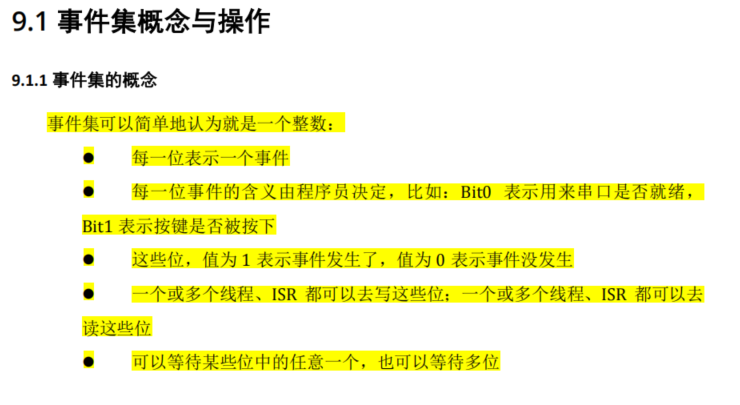 9.1 事件集概念与操作
9.1.1 事件集的概念
事件集可以简单地认为就是一个整数：
● 每一位表示一个事件
● 每一位事件的含义由程序员决定，比如：Bit0 表示用来串口是否就绪，
Bit1 表示按键是否被按下
● 这些位，值为 1 表示事件发生了，值为 0 表示事件没发生
● 一个或多个线程、ISR 都可以去写这些位；一个或多个线程、ISR 都可以去
读这些位
● 可以等待某些位中的任意一个，也可以等待多位